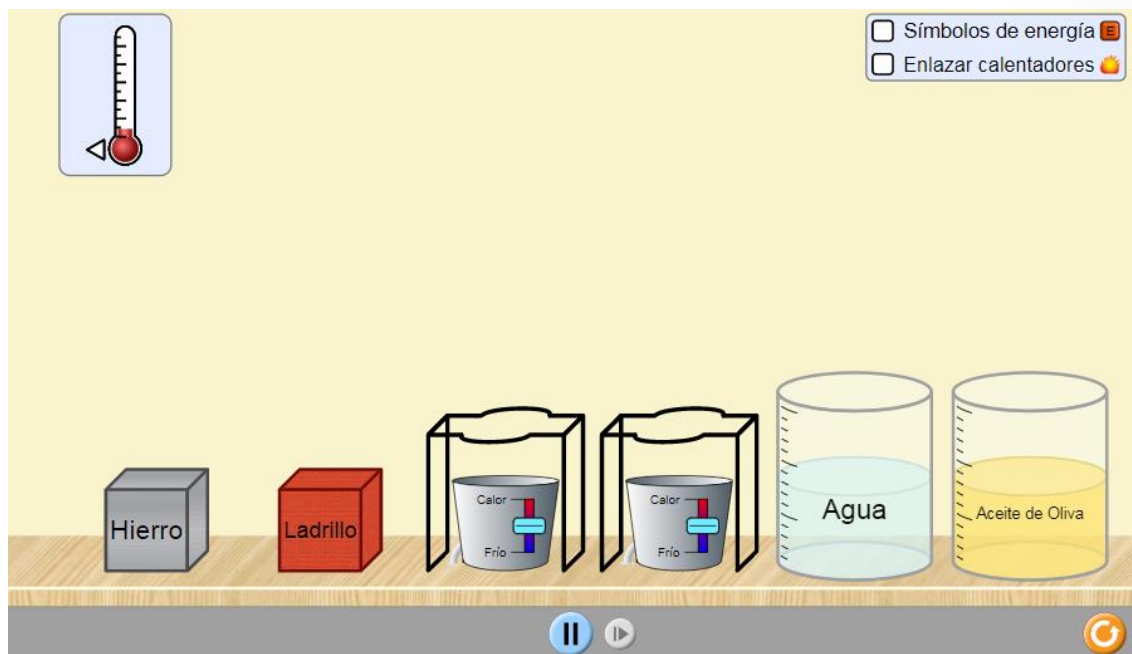 Símbolos de energía E
Enlazar calentadores
Hierro
Ladrillo
Calor
Frío
Calor
Frío
Agua
Aceite de Oliva